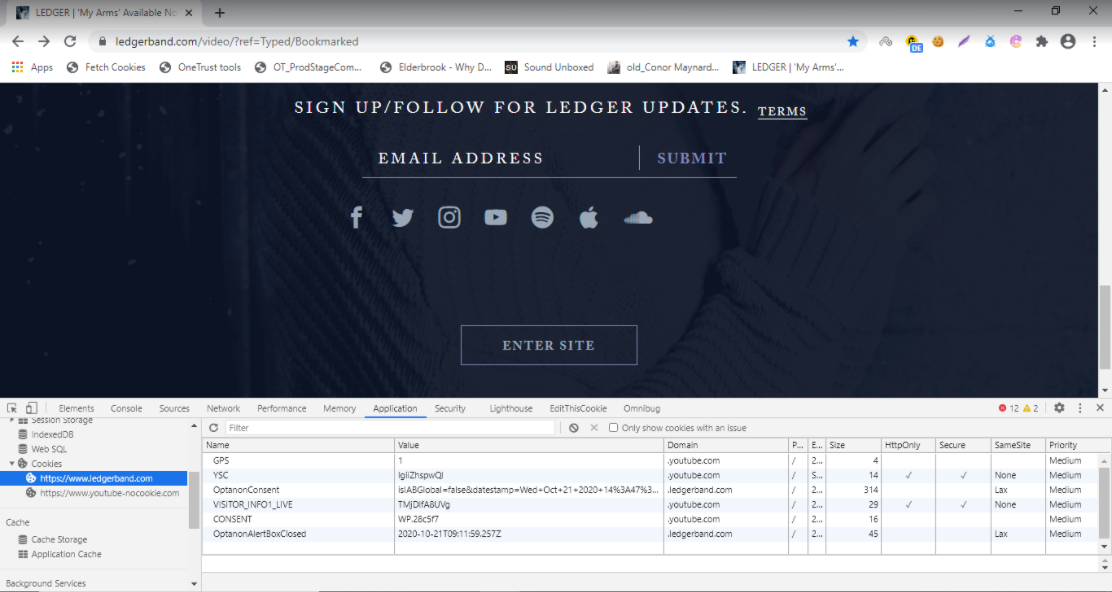 LEDGER | 'My Arms' Available No
ledgerband.com/video/?ref=Typed/Bookmarked
DE
Apps Fetch Cookies OneTrust tools OT_ProdStageCom... Elderbrook - Why D... SU Sound Unboxed old_Conor Maynard... LEDGER | 'My Arms'...
SIGN UP/FOLLOW FOR LEDGER UPDATES. TERMS
EMAIL ADDRESS SUBMIT
ENTER SITE
Elements Console Sources Network Performance Memory Application Security Lighthouse EditThisCookie Omnibug 12 2
Session Storage
IndexedDB
Web SQL
Cookies
https://www.ledgerband.com
https://www.youtube-nocookie.com
Cache
Cache Storage
Application Cache
Background Services
Filter Only show cookies with an issue
Name Value Domain P... E... Size HttpOnly Secure SameSite Priority
GPS 1 .youtube.com / 2... 4 Medium
YSC .youtube.com / S... 14 ✓ ✓ None Medium
OptanonConsent isIABGlobal=false&datestamp=Wed+Oct+21+2020+14%3A47%3... .ledgerband.com / 2... 314 Lax Medium
VISITOR_INFO1_LIVE .youtube.com / 2... 29 ✓ ✓ None Medium
CONSENT WP.28c5f7 .youtube.com / 2... 16 Medium
OptanonAlertBoxClosed 2020-10-21T09:11:59.257Z .ledgerband.com / 2... 45 Lax Medium